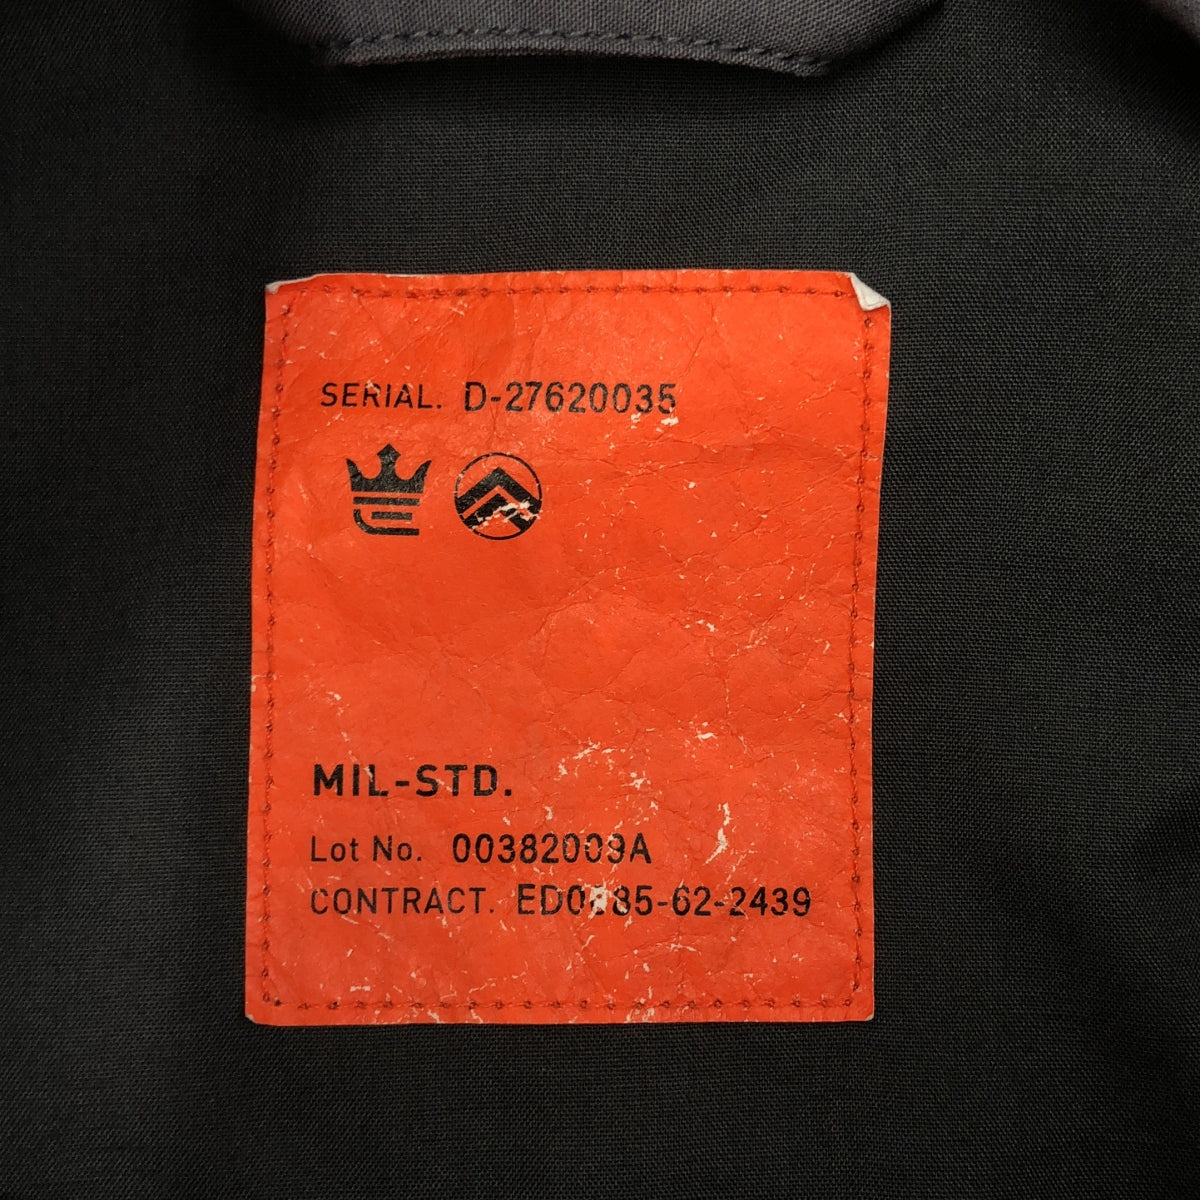 SERIAL. D-27620035
MIL-STD.
Lot No. 00382009A
CONTRACT.